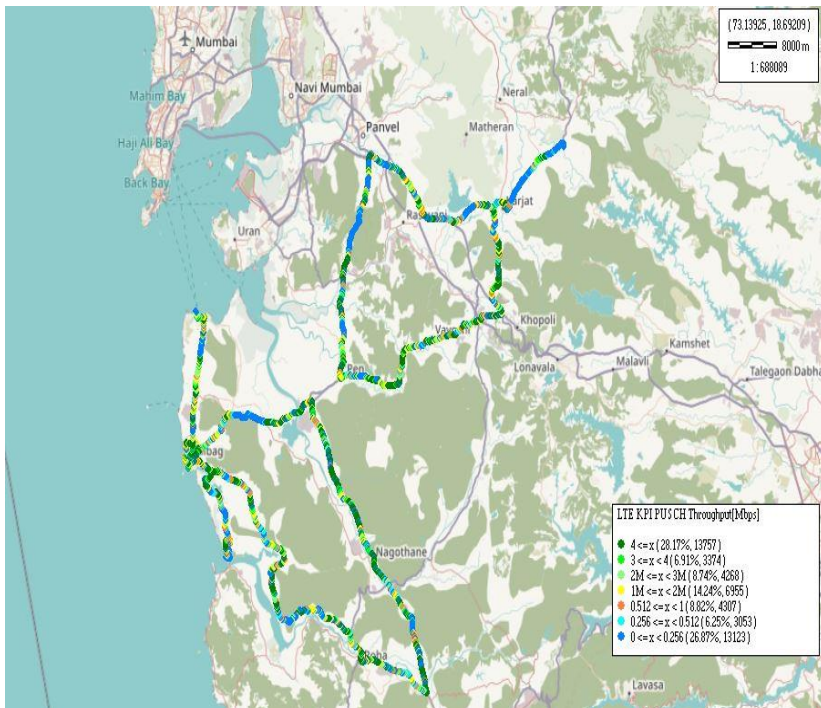 ( 73.13925 , 18.69209 )
8000 m
1: 688089
Mumbai
Navi Mumbai
Neral
Mahim Bay
Panvel
Matheran
Haji Ali Bay
Back Bay
Uran
Khopoli
Kamshet
Lonavala
Malavli
Talegaon Dabha
Pen
Nagothane
Roha
Lavasa
LTE KPI PUSCH Throughput[Mbps]
4 <=x ( 28.17%, 13757 )
3 <=x < 4 ( 6.91%, 3374 )
2M <=x < 3M ( 8.74%, 4268 )
1M <=x < 2M ( 14.24%, 6955 )
0.512 <=x < 1 ( 8.82%, 4307 )
0.256 <=x < 0.512 ( 6.25%, 3053 )
0 <=x < 0.256 ( 26.87%, 13123 )